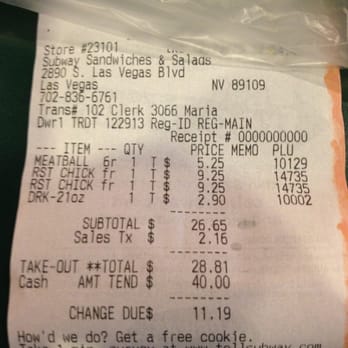 Store #23101
Subway Sandwiches & Salads
2890 S. Las Vegas Blvd
Las Vegas NV 89109
702-836-6761
Trans# 102 Clerk 3066 Maria
Dwr1 TRDT 122913 Reg-ID REG-MAIN
Receipt # 0000000000
--- ITEM --- QTY PRICE MEMO PLU
MEATBALL 6r 1 T $ 5.25 10129
RST CHICK fr 1 T $ 9.25 14735
RST CHICK fr 1 T $ 9.25 14735
DRK-21oz 1 T $ 2.90 10002
SUBTOTAL $ 26.65
Sales Tx $ 2.16
TAKE-OUT **TOTAL $ 28.81
Cash AMT TEND $ 40.00
CHANGE DUE$ 11.19
How'd we do? Get a free cookie.